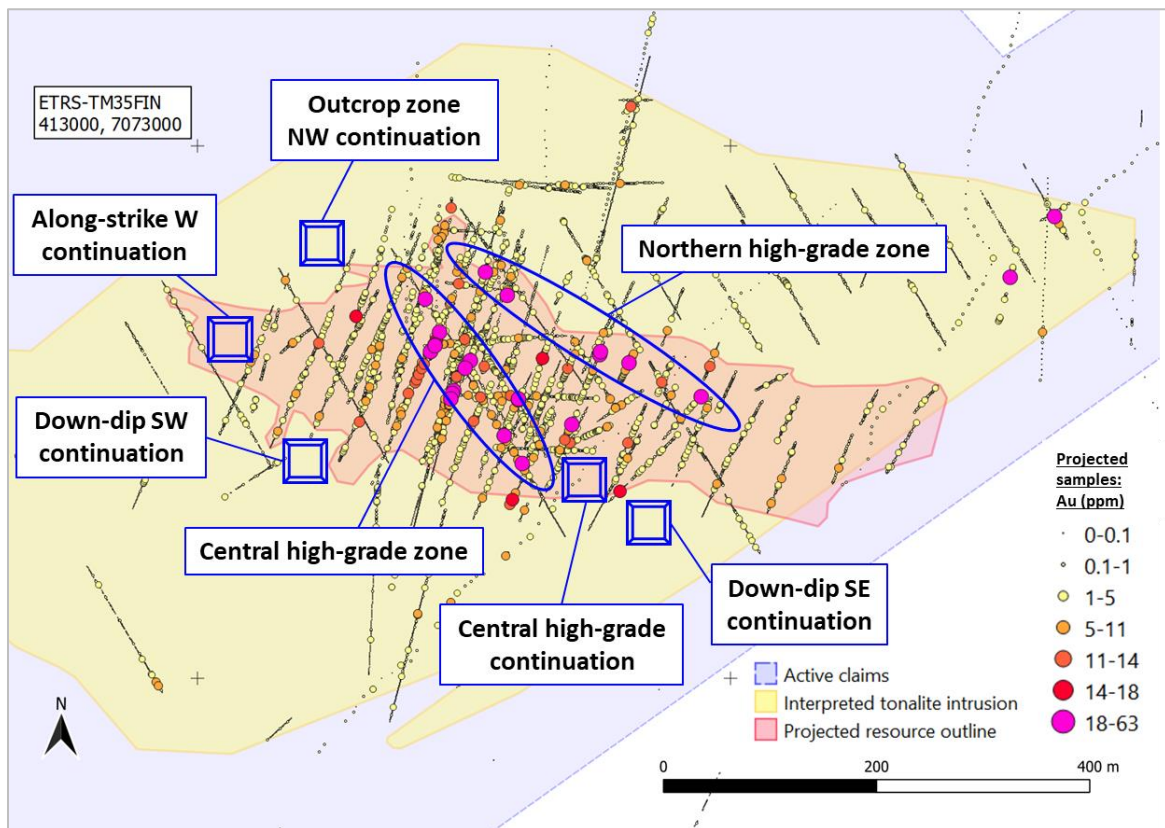 ETRS-TM35FIN
413000, 7073000
Outcrop zone
NW continuation
Along-strike W
continuation
Northern high-grade zone
Down-dip SW
continuation
Central high-grade zone
Central high-grade
continuation
Down-dip SE
continuation
Projected
samples:
Au (ppm)
0-0.1
0.1-1
1-5
5-11
11-14
14-18
18-63
Active claims
Interpreted tonalite intrusion
Projected resource outline
N
0 200 400 m